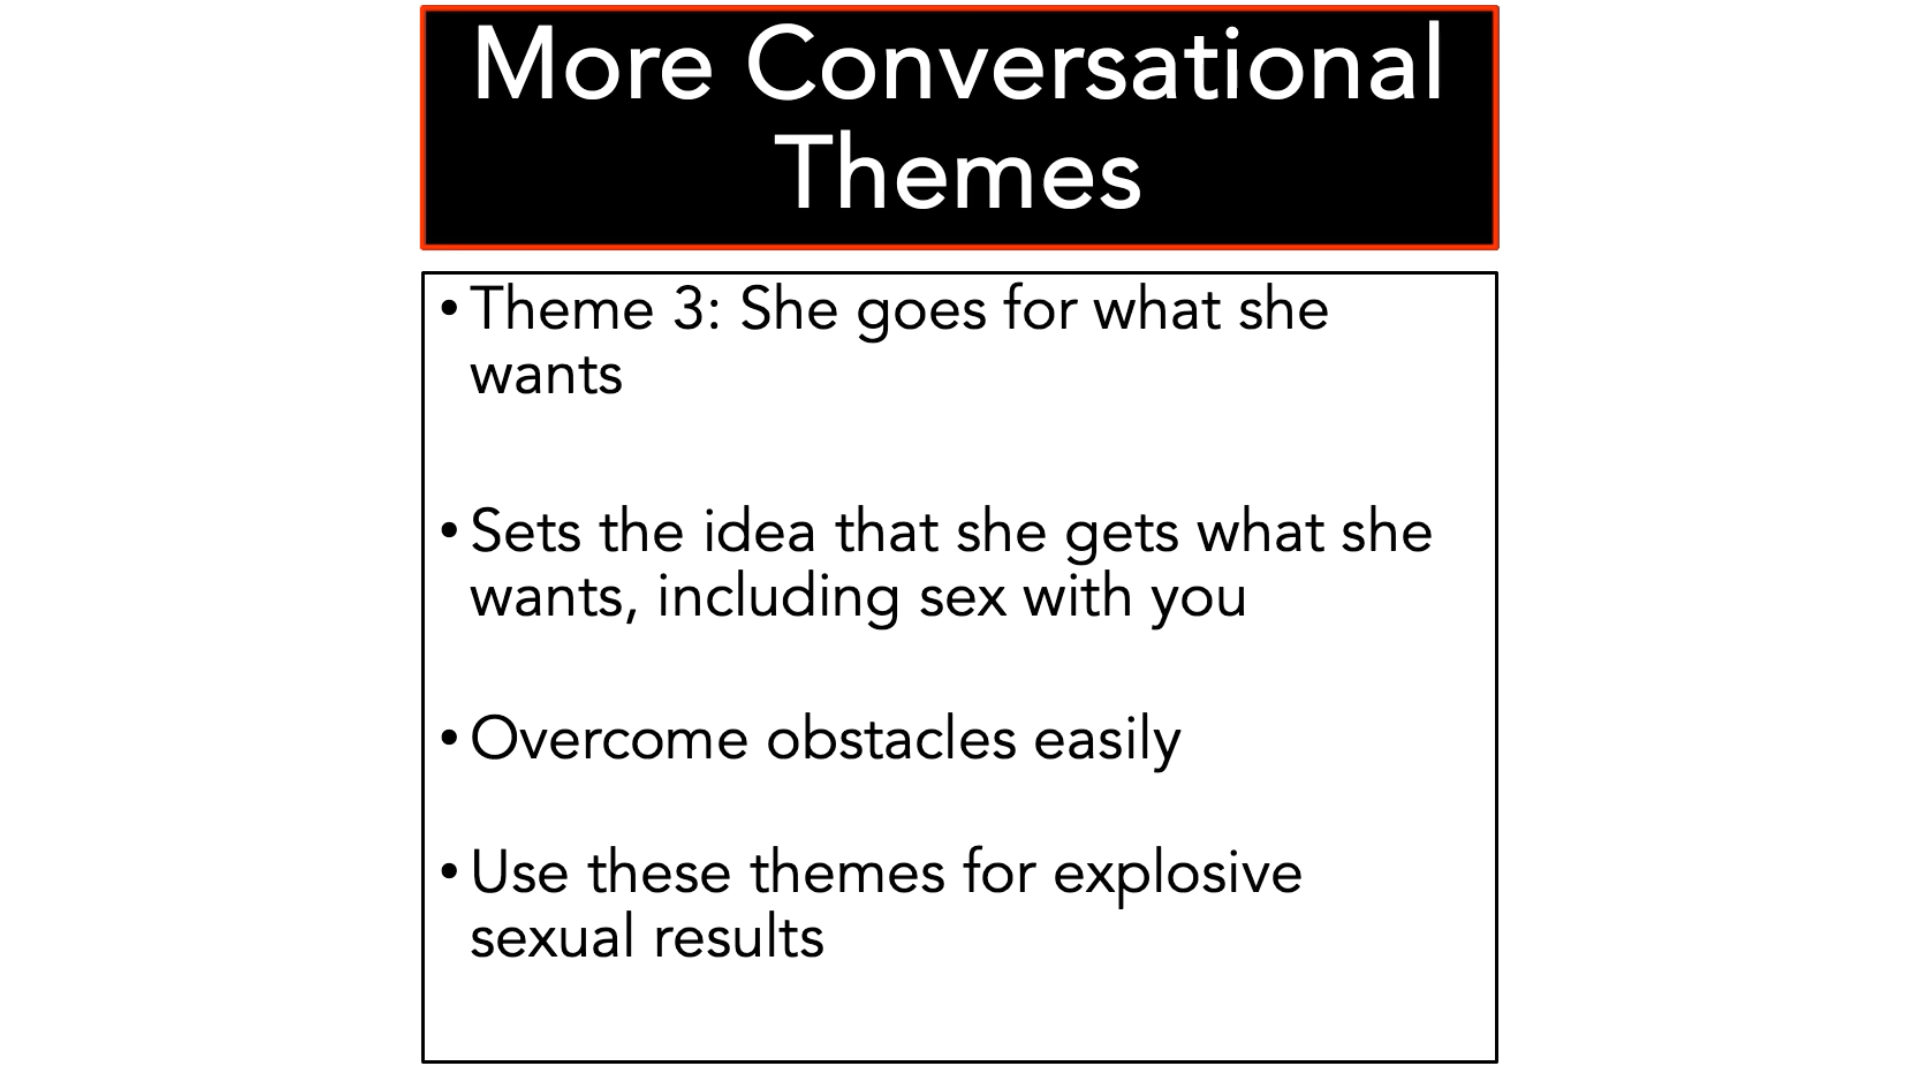 More Conversational
Themes
• Theme 3: She goes for what she
wants
• Sets the idea that she gets what she
wants, including sex with you
• Overcome obstacles easily
• Use these themes for explosive
sexual results